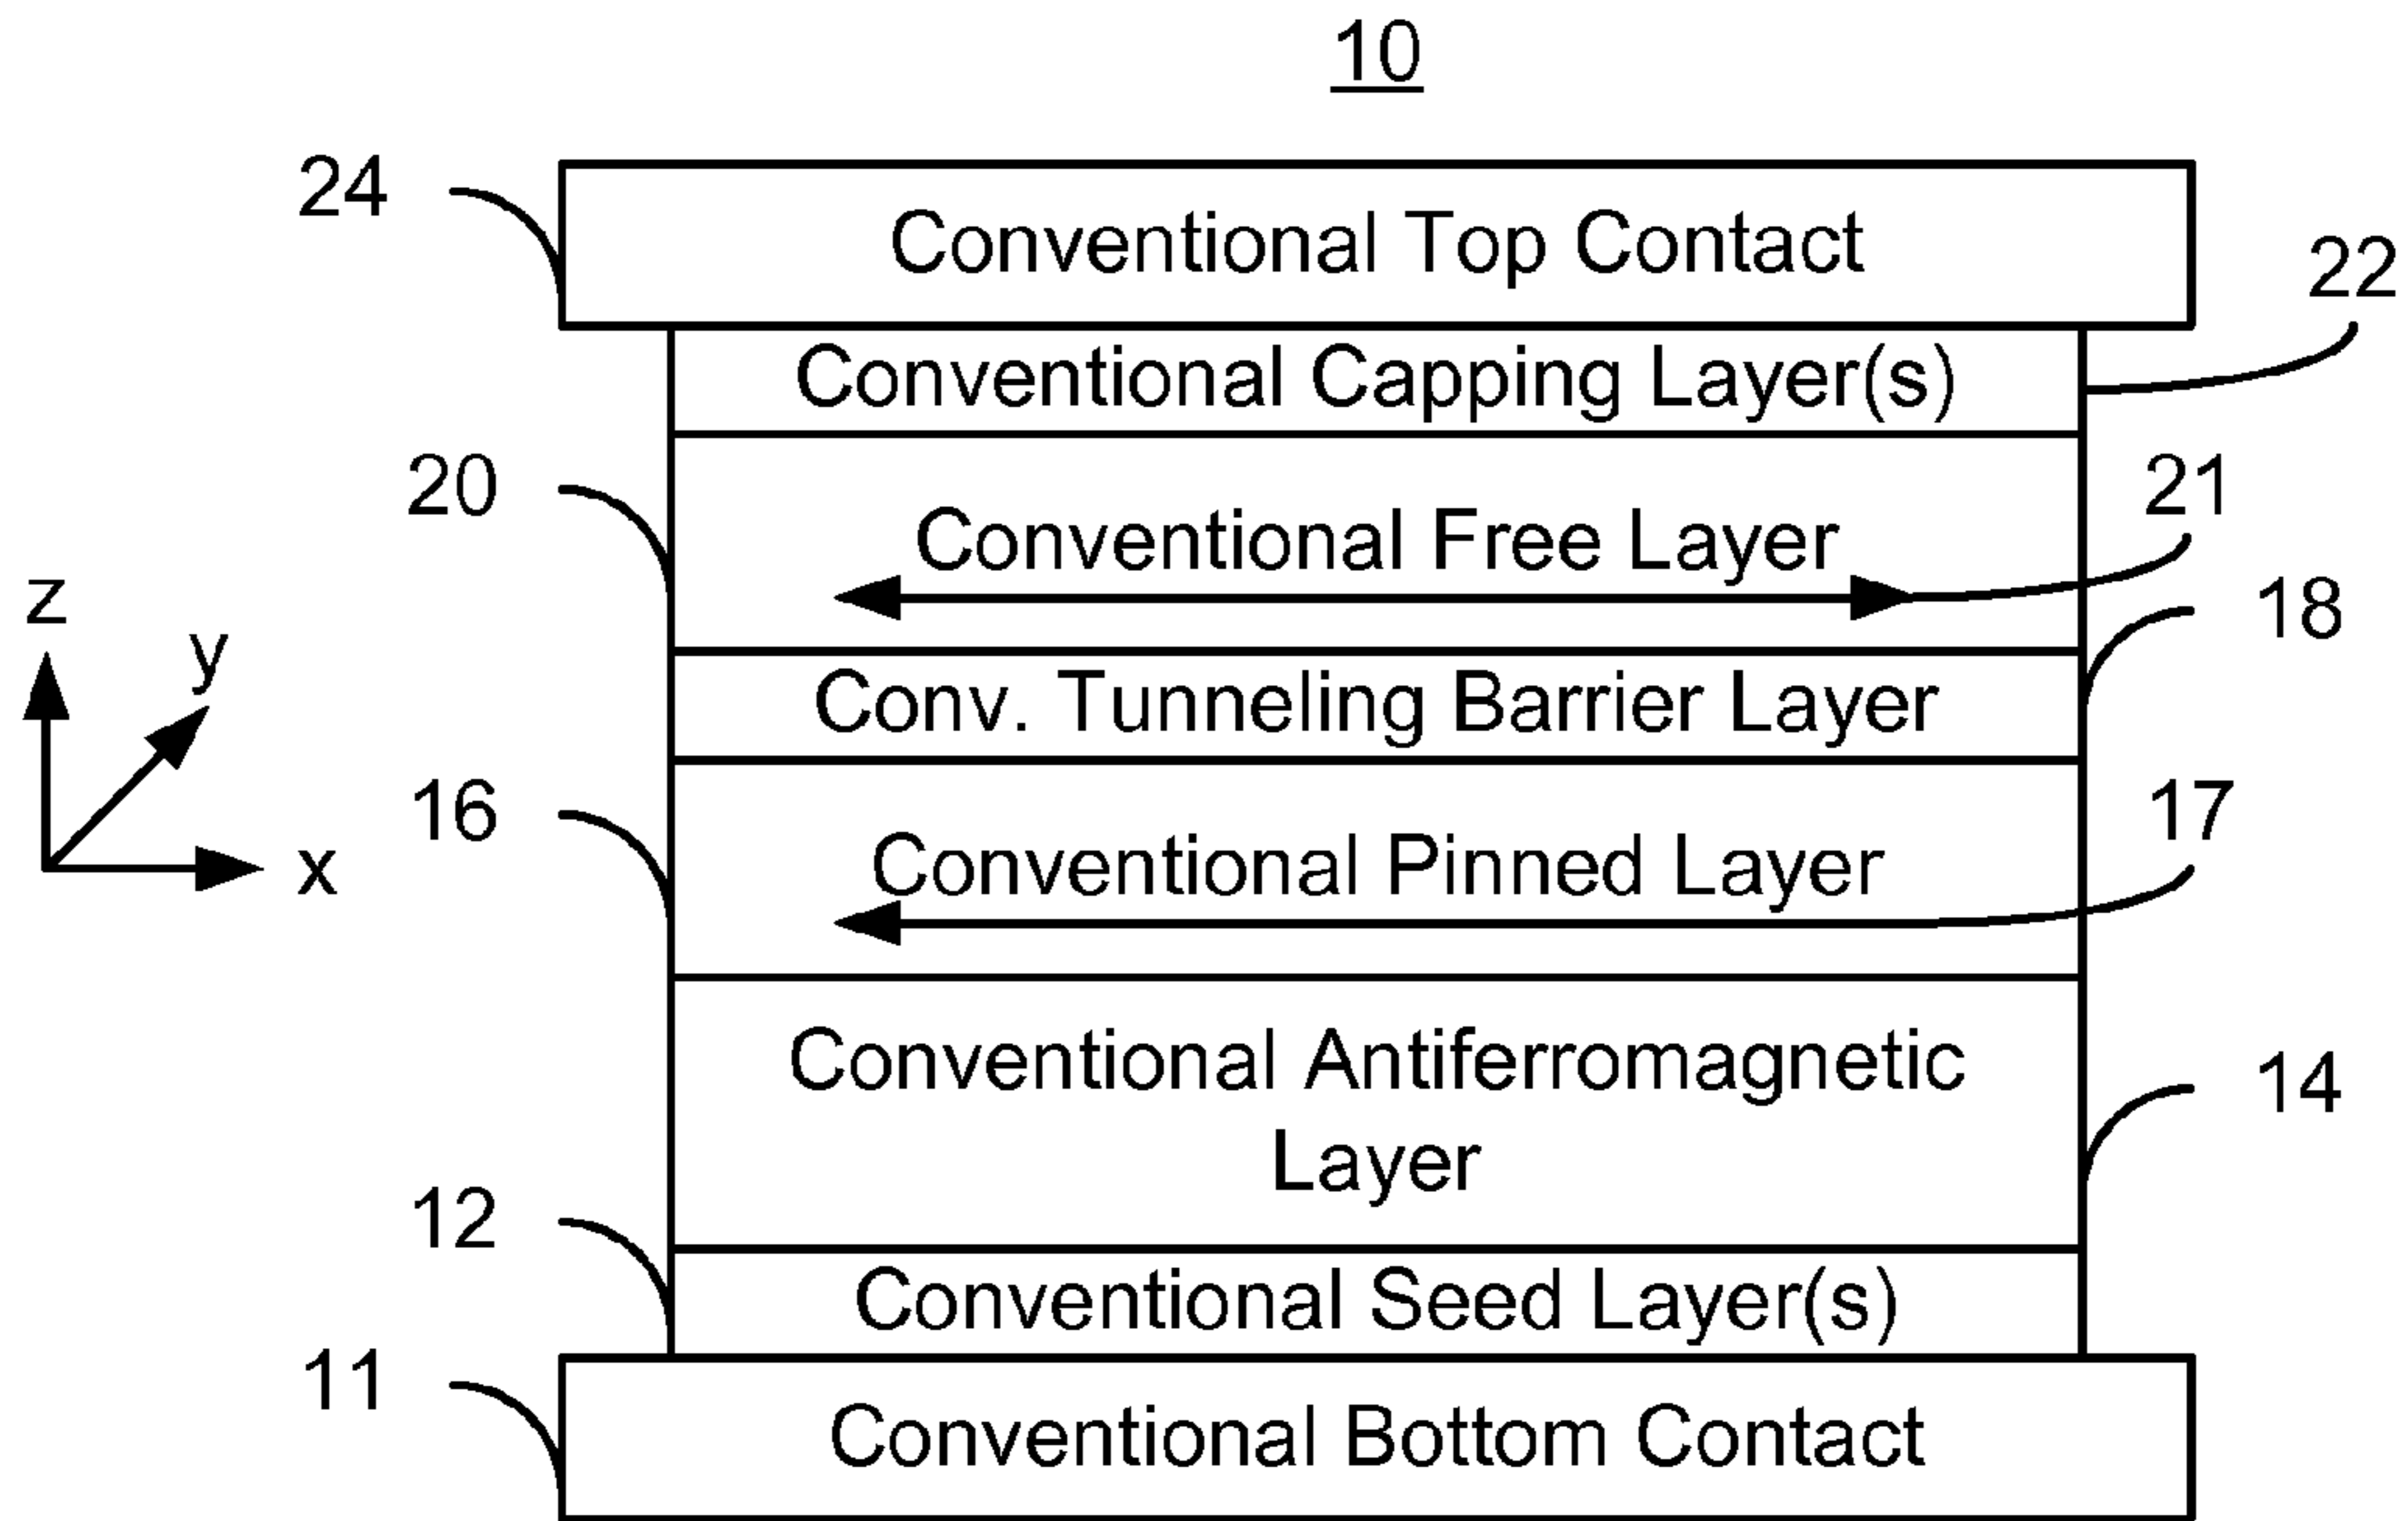 10
24
Conventional Top Contact
22
Conventional Capping Layer(s)
20
21
Conventional Free Layer
z
y
x
18
Conv. Tunneling Barrier Layer
16
17
Conventional Pinned Layer
Conventional Antiferromagnetic
Layer
14
12
Conventional Seed Layer(s)
11
Conventional Bottom Contact